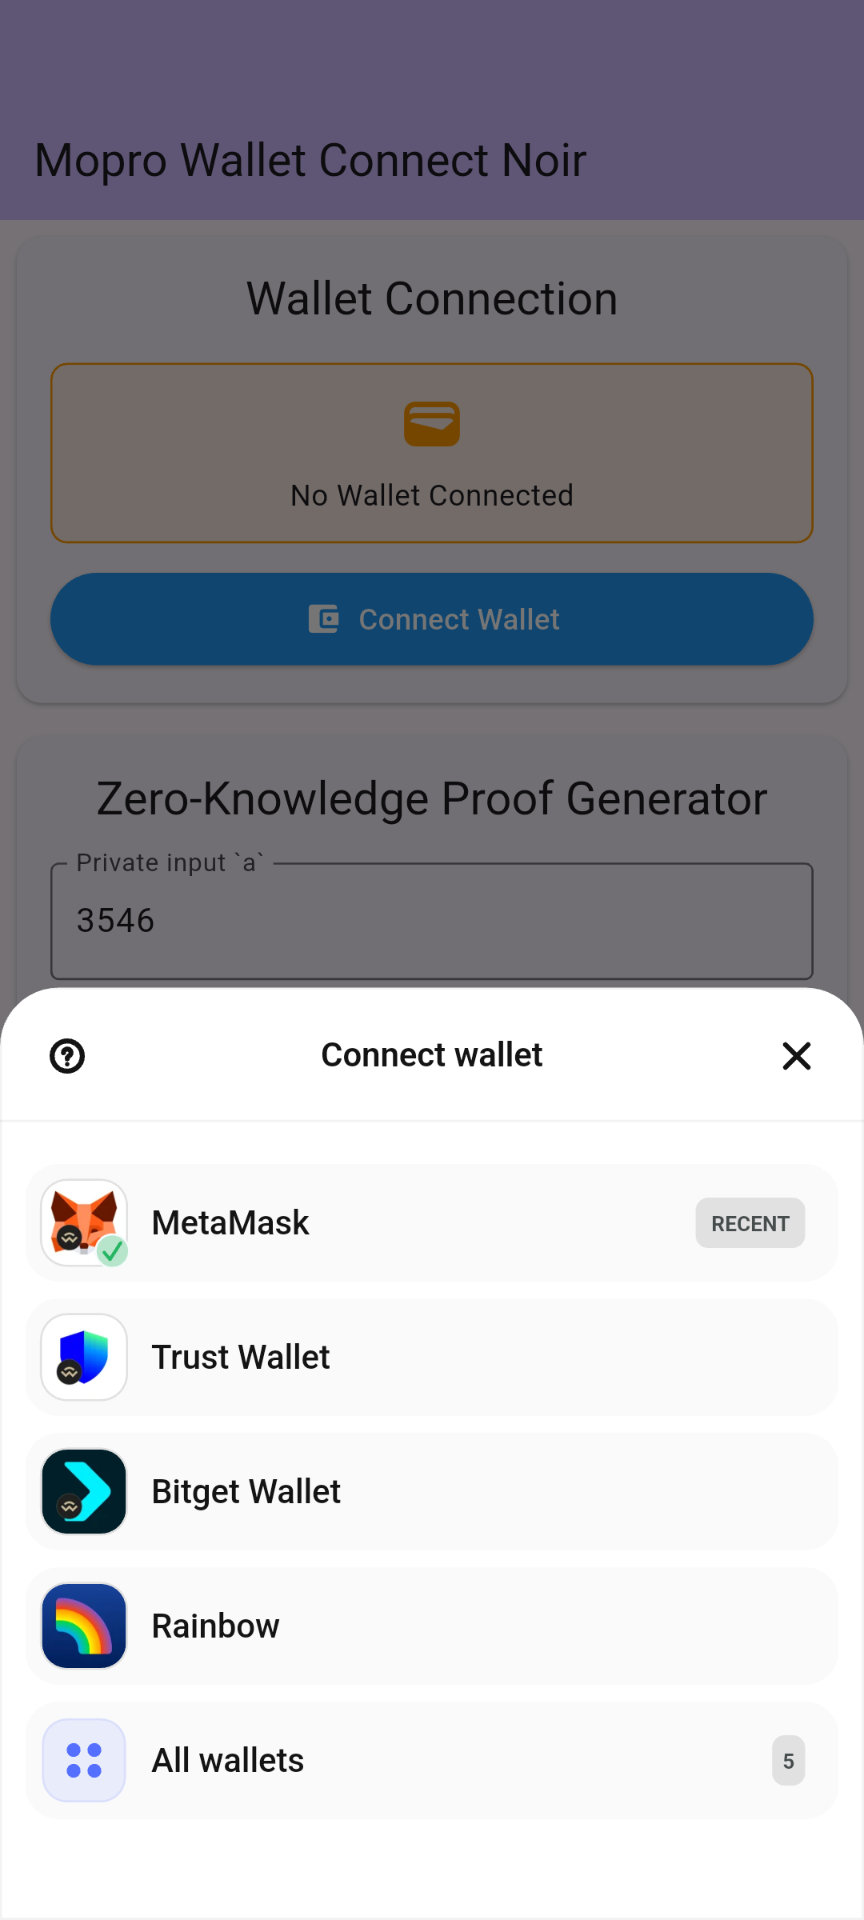 Mopro Wallet Connect Noir
Wallet Connection
No Wallet Connected
Connect Wallet
Zero-Knowledge Proof Generator
Private input `a`
3546
Connect wallet
MetaMask
RECENT
Trust Wallet
Bitget Wallet
Rainbow
All wallets
5